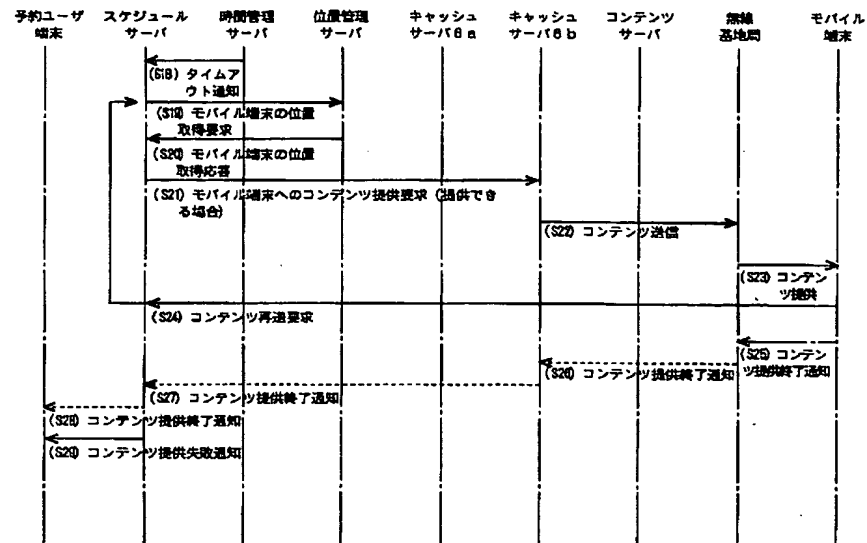 予約ユーザ
端末
スケジュール
サーバ
時間管理
サーバ
位置管理
サーバ
キャッシュ
サーバ6a
キャッシュ
サーバ6b
コンテンツ
サーバ
無線
基地局
モバイル
端末
(S18) タイムア
ウト通知
(S19) モバイル端末の位置
取得要求
(S20) モバイル端末の位置
取得応答
(S21) モバイル端末へのコンテンツ提供要求 (提供でき
る場合)
(S22) コンテンツ送信
(S23) コンテン
ツ提供
(S24) コンテンツ再送要求
(S25) コンテン
ツ提供終了通知
(S26) コンテンツ提供終了通知
(S27) コンテンツ提供終了通知
(S28) コンテンツ提供終了通知
(S29) コンテンツ提供失敗通知